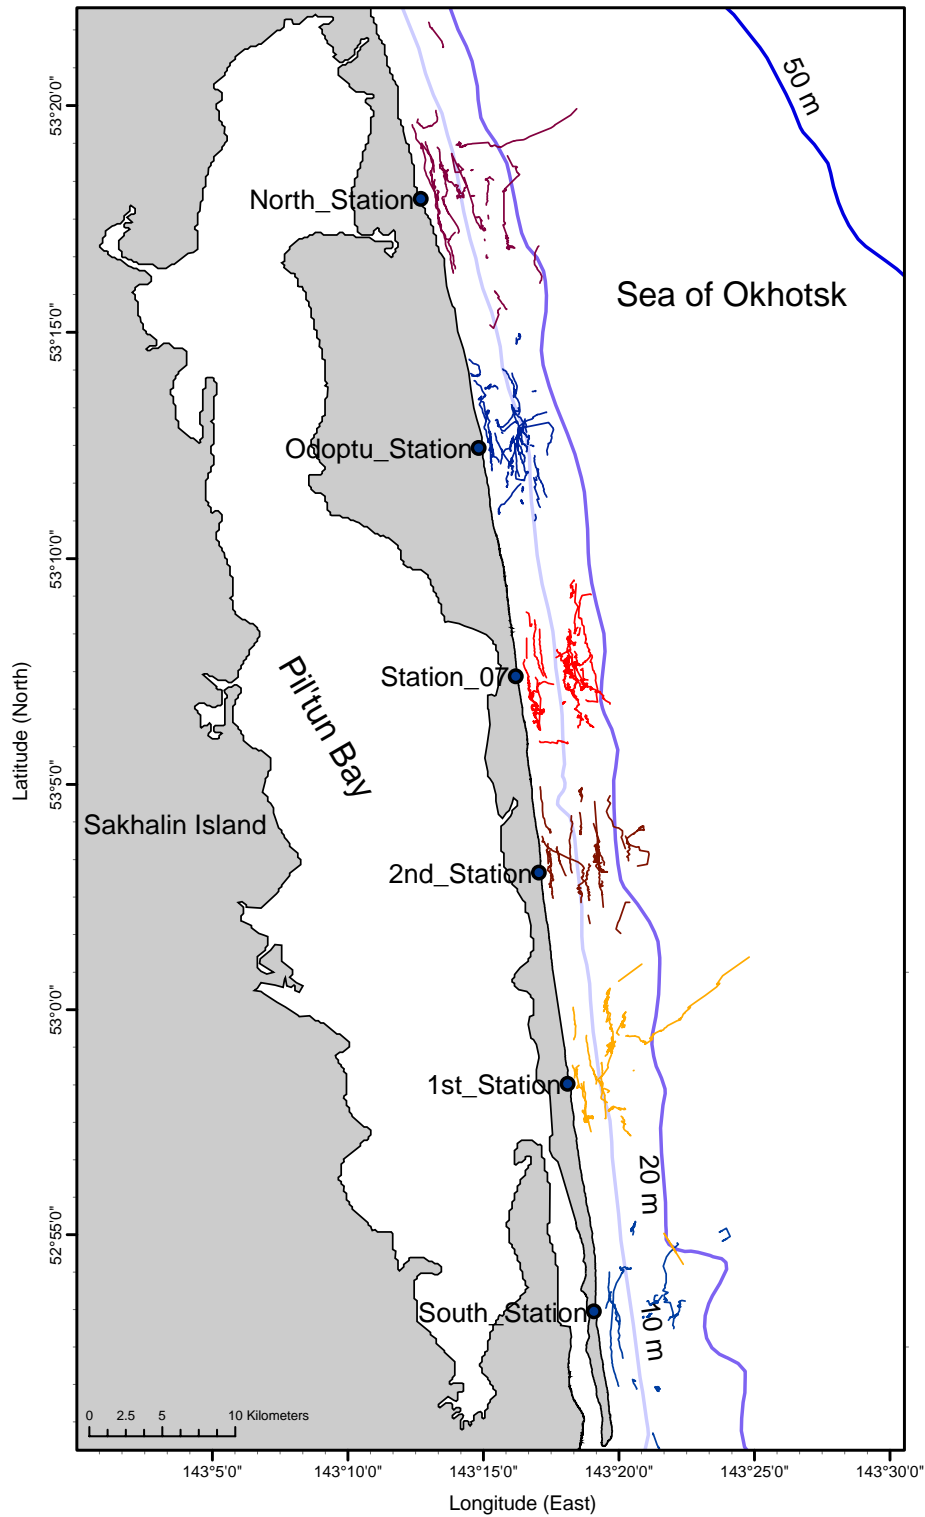 50 m
53°20'0"
North_Station
Sea of Okhotsk
53°15'0"
Odoptu_Station
53°10'0"
Station_07
Pil'tun Bay
Latitude (North)
53°5'0"
Sakhalin Island
2nd_Station
53°0'0"
1st_Station
20 m
52°55'0"
South_Station
10 m
0 2.5 5 10 Kilometers
143°5'0" 143°10'0" 143°15'0" 143°20'0" 143°25'0" 143°30'0"
Longitude (East)